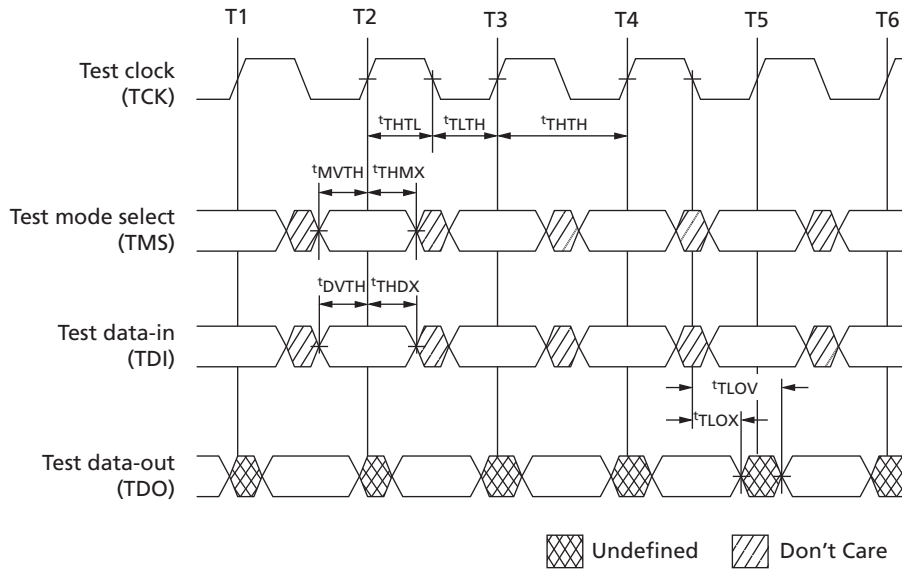 T1 T2 T3 T4 T5 T6
Test clock
(TCK)
tTHTL tTLTH tTHTH
tMVTH tTHMX
Test mode select
(TMS)
tDVTH tTHDX
Test data-in
(TDI)
tTLOV
tTLOX
Test data-out
(TDO)
Undefined Don't Care